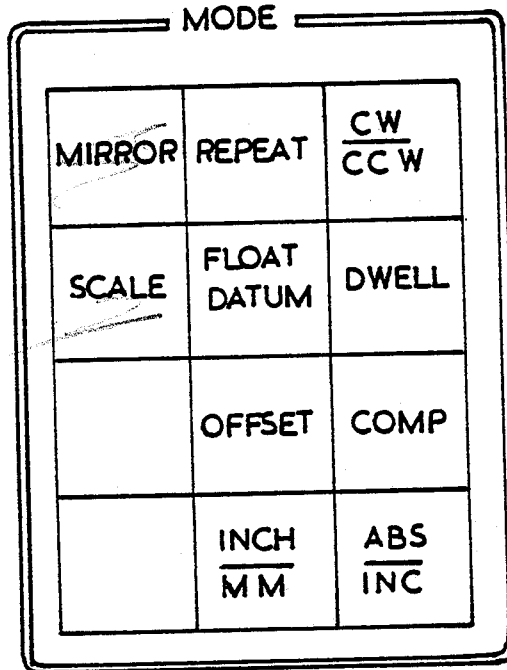 MODE
MIRROR REPEAT CW
CCW
SCALE FLOAT
DATUM DWELL
OFFSET COMP
INCH ABS
MM INC